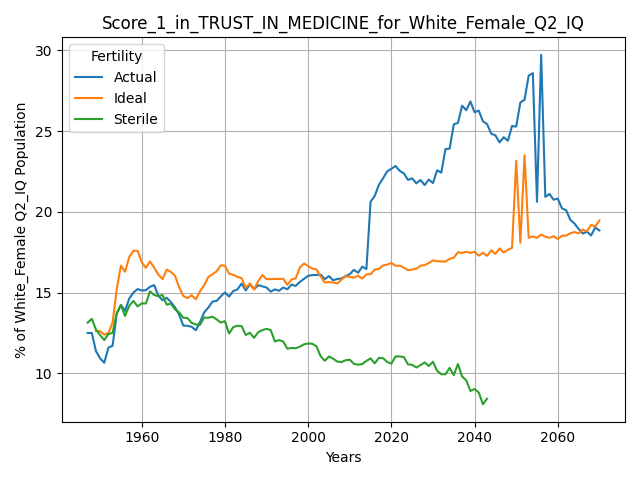 Score_1_in_TRUST_IN_MEDICINE_for_White_Female_Q2_IQ
Fertility
Actual
Ideal
Sterile
% of White_Female Q2_IQ Population
30
25
20
15
10
1960
1980
2000
2020
2040
2060
Years